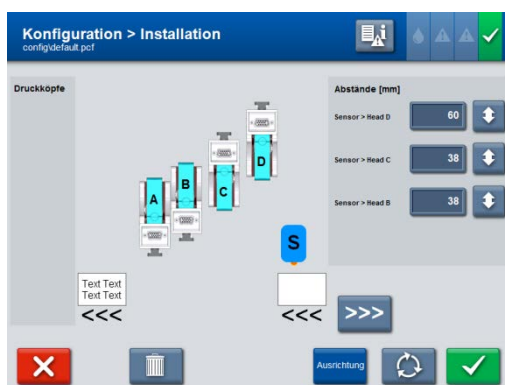 Konfiguration > Installation
config\default.pcf
Druckköpfe
Abstände [mm]
Sensor > Head D
60
Sensor > Head C
38
Sensor > Head B
38
A
B
C
D
S
Text Text
Text Text
<<<
<<<
>>>
Ausrichtung